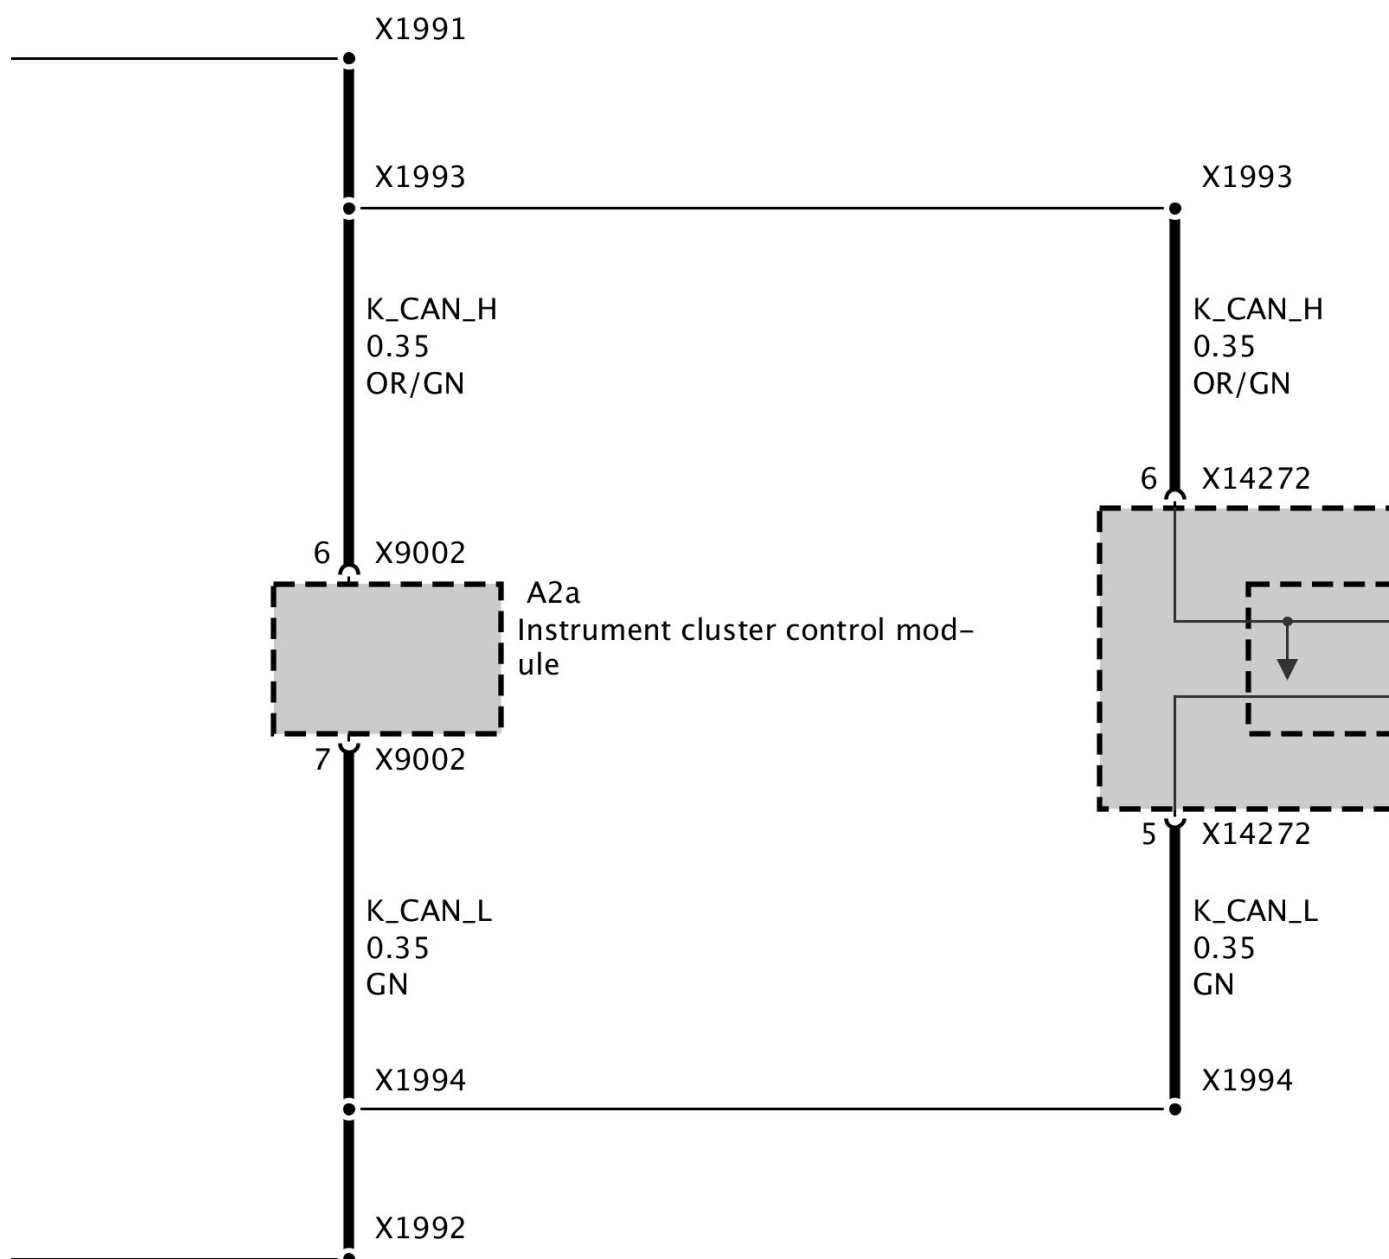 X1991
X1993
X1993
K_CAN_H
0.35
OR/GN
K_CAN_H
0.35
OR/GN
6 X14272
6 X9002
A2a
Instrument cluster control mod-
ule
7 X9002
5 X14272
K_CAN_L
0.35
GN
K_CAN_L
0.35
GN
X1994
X1994
X1992